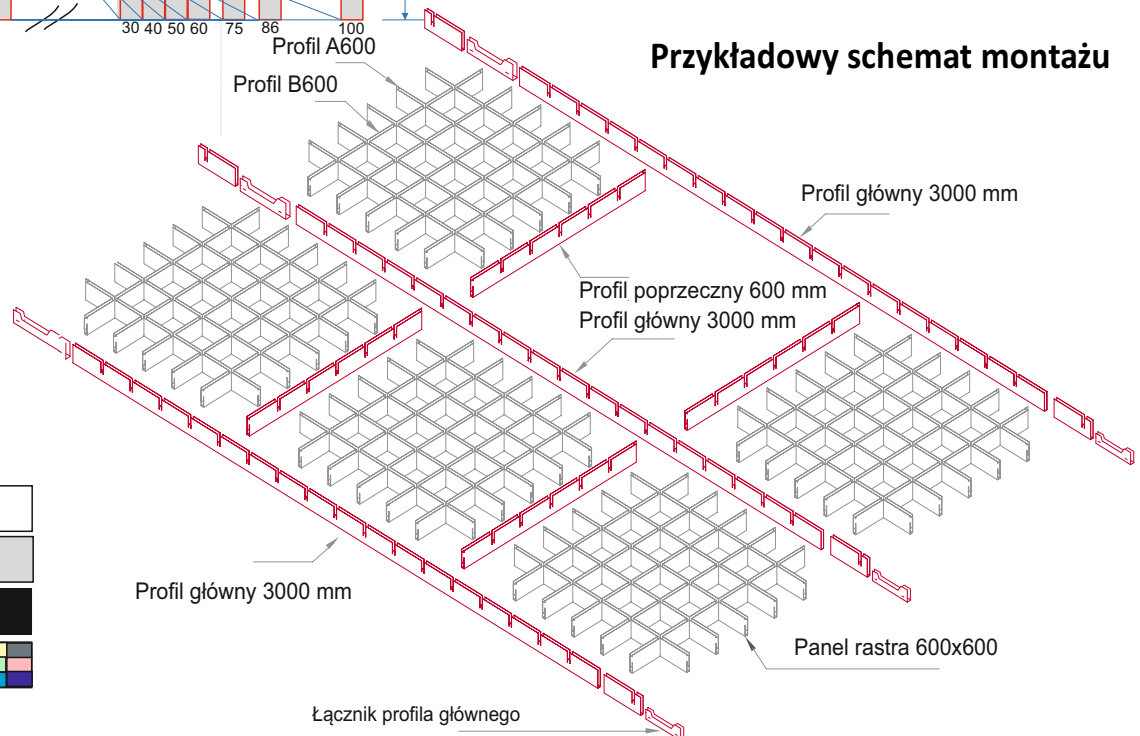 30 40 50 60 75 86 100
Przykładowy schemat montażu
Profil A600
Profil B600
Profil główny 3000 mm
Profil poprzeczny 600 mm
Profil główny 3000 mm
Profil główny 3000 mm
Panel rastra 600x600
Łącznik profila głównego